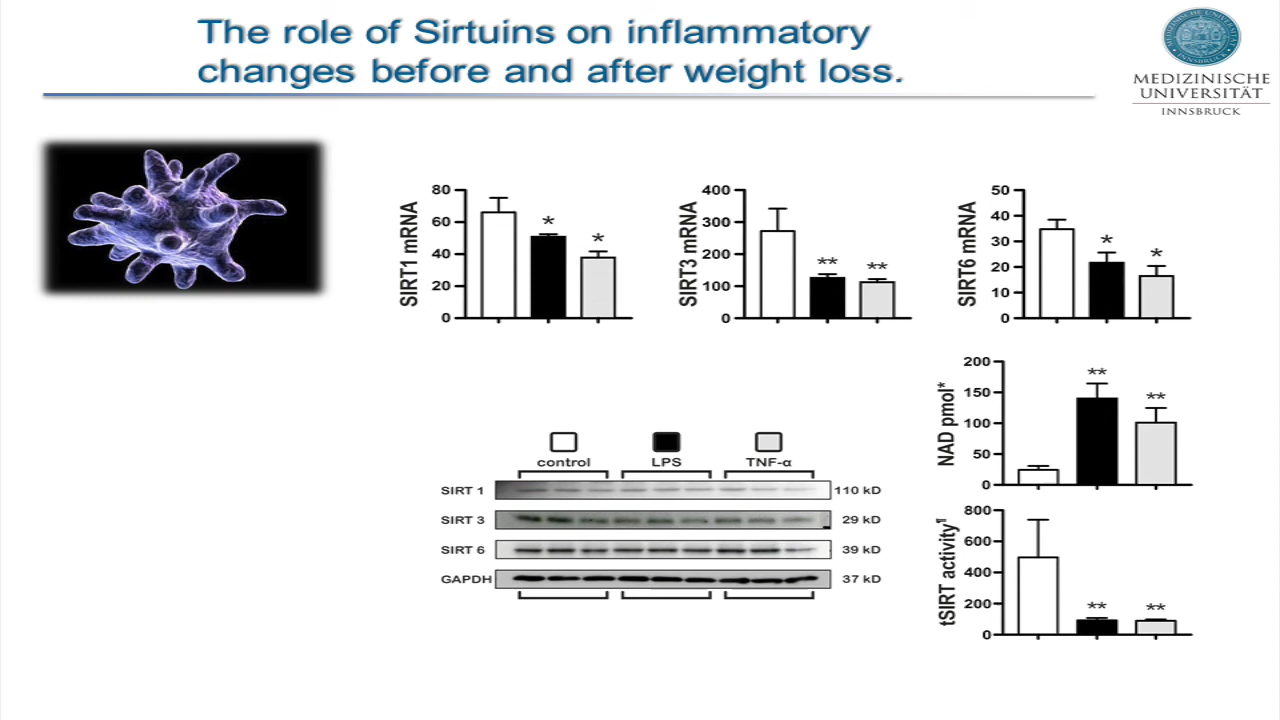 The role of Sirtuins on inflammatory
changes before and after weight loss.
MEDIZINISCHE
UNIVERSITÄT
INNSBRUCK
SIRT1 mRNA
80
60
40
20
0
*
*
SIRT3 mRNA
400
300
200
100
0
**
**
SIRT6 mRNA
50
40
30
20
10
0
*
*
NAD pmol*
200
150
100
50
0
**
**
control LPS TNF-α
SIRT 1 110 kD
SIRT 3 29 kD
SIRT 6 39 kD
GAPDH 37 kD
tSIRT activity¶
800
600
400
200
0
**
**